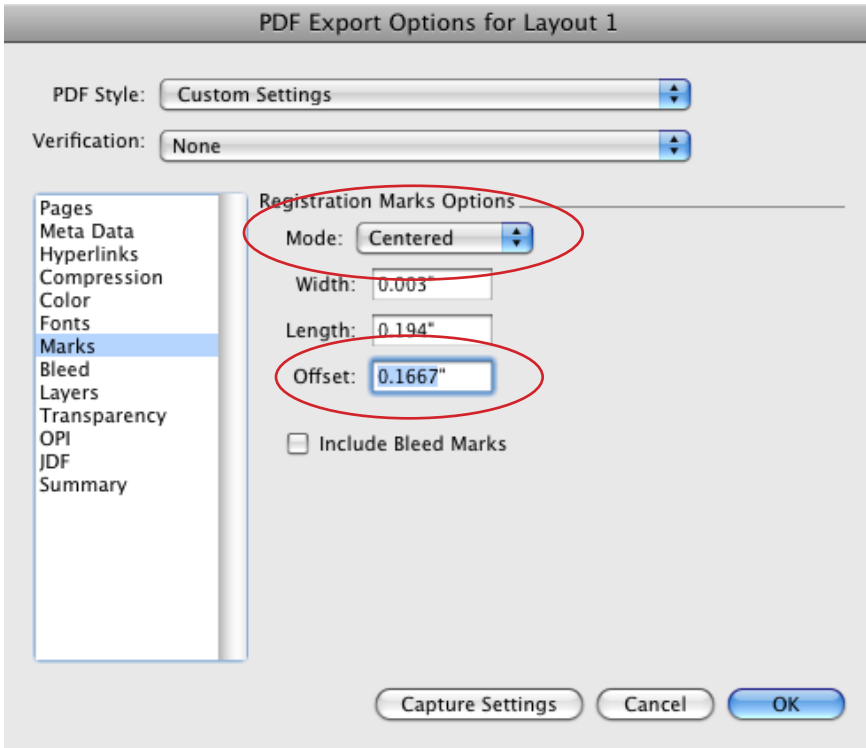 PDF Export Options for Layout 1
PDF Style: Custom Settings
Verification: None
Pages
Meta Data
Hyperlinks
Compression
Color
Fonts
Marks
Bleed
Layers
Transparency
OPI
JDF
Summary
Registration Marks Options
Mode: Centered
Width: 0.003"
Length: 0.194"
Offset: 0.1667"
Include Bleed Marks
Capture Settings Cancel OK